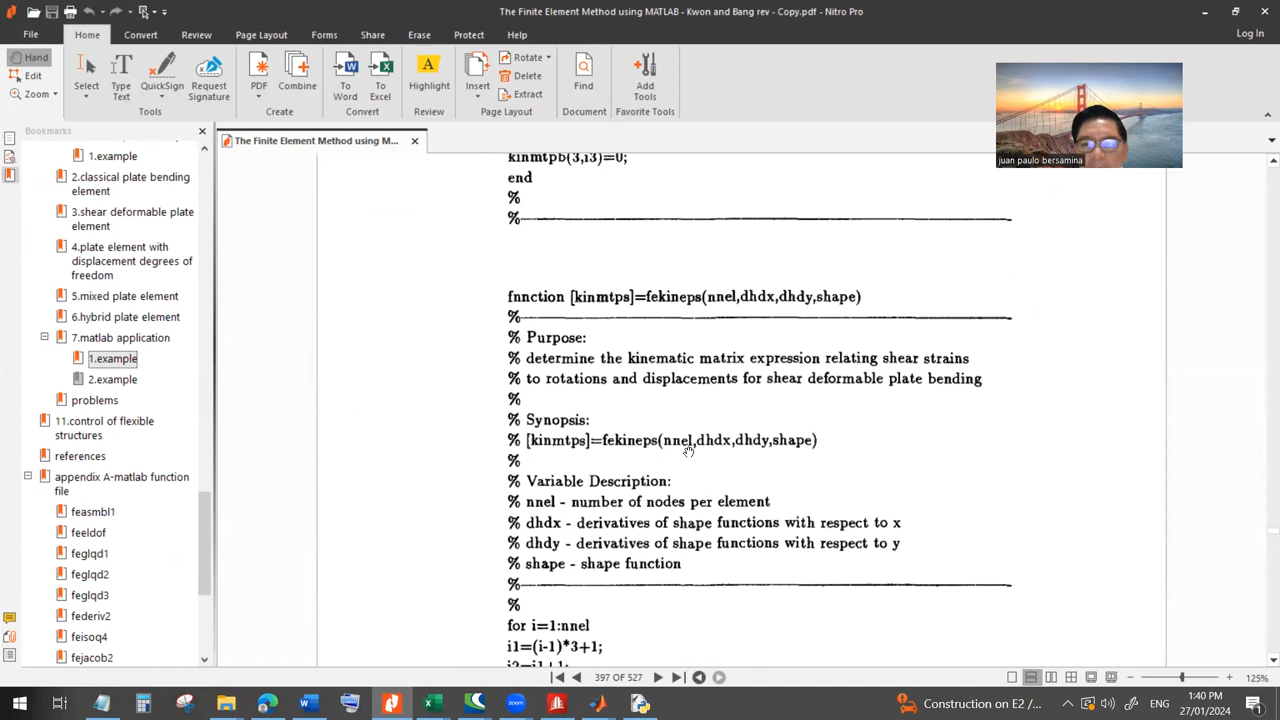 The Finite Element Method using MATLAB - Kwon and Bang rev - Copy.pdf - Nitro Pro
File Home Convert Review Page Layout Forms Share Erase Protect Help
Log In
Hand
Edit
Zoom
Select
Type Text
QuickSign
Request Signature
Tools
PDF
Combine
Create
To Word
To Excel
Convert
Highlight
Review
Insert
Rotate
Delete
Extract
Page Layout
Find
Document
Add Tools
Favorite Tools
juan paulo bersamina
Bookmarks
The Finite Element Method using M...
1.example
2.classical plate bending
element
3.shear deformable plate
element
4.plate element with
displacement degrees of
freedom
5.mixed plate element
6.hybrid plate element
7.matlab application
1.example
2.example
problems
11.control of flexible
structures
references
appendix A-matlab function
file
feasmbl1
feeldof
feglqd1
feglqd2
feglqd3
federiv2
feisoq4
fejacob2
kinmtpb(3,i3)=0;
end
%
%
fnnction [kinmtps]=fekineps(nnel,dhdx,dhdy,shape)
%
% Purpose:
% determine the kinematic matrix expression relating shear strains
% to rotations and displacements for shear deformable plate bending
%
% Synopsis:
% [kinmtps]=fekineps(nnel,dhdx,dhdy,shape)
%
% Variable Description:
% nnel - number of nodes per element
% dhdx - derivatives of shape functions with respect to x
% dhdy - derivatives of shape functions with respect to y
% shape - shape function
%
%
for i=1:nnel
i1=(i-1)*3+1;
i2=i1+1;
397 OF 527
125%
Construction on E2 /...
ENG
1:40 PM
27/01/2024